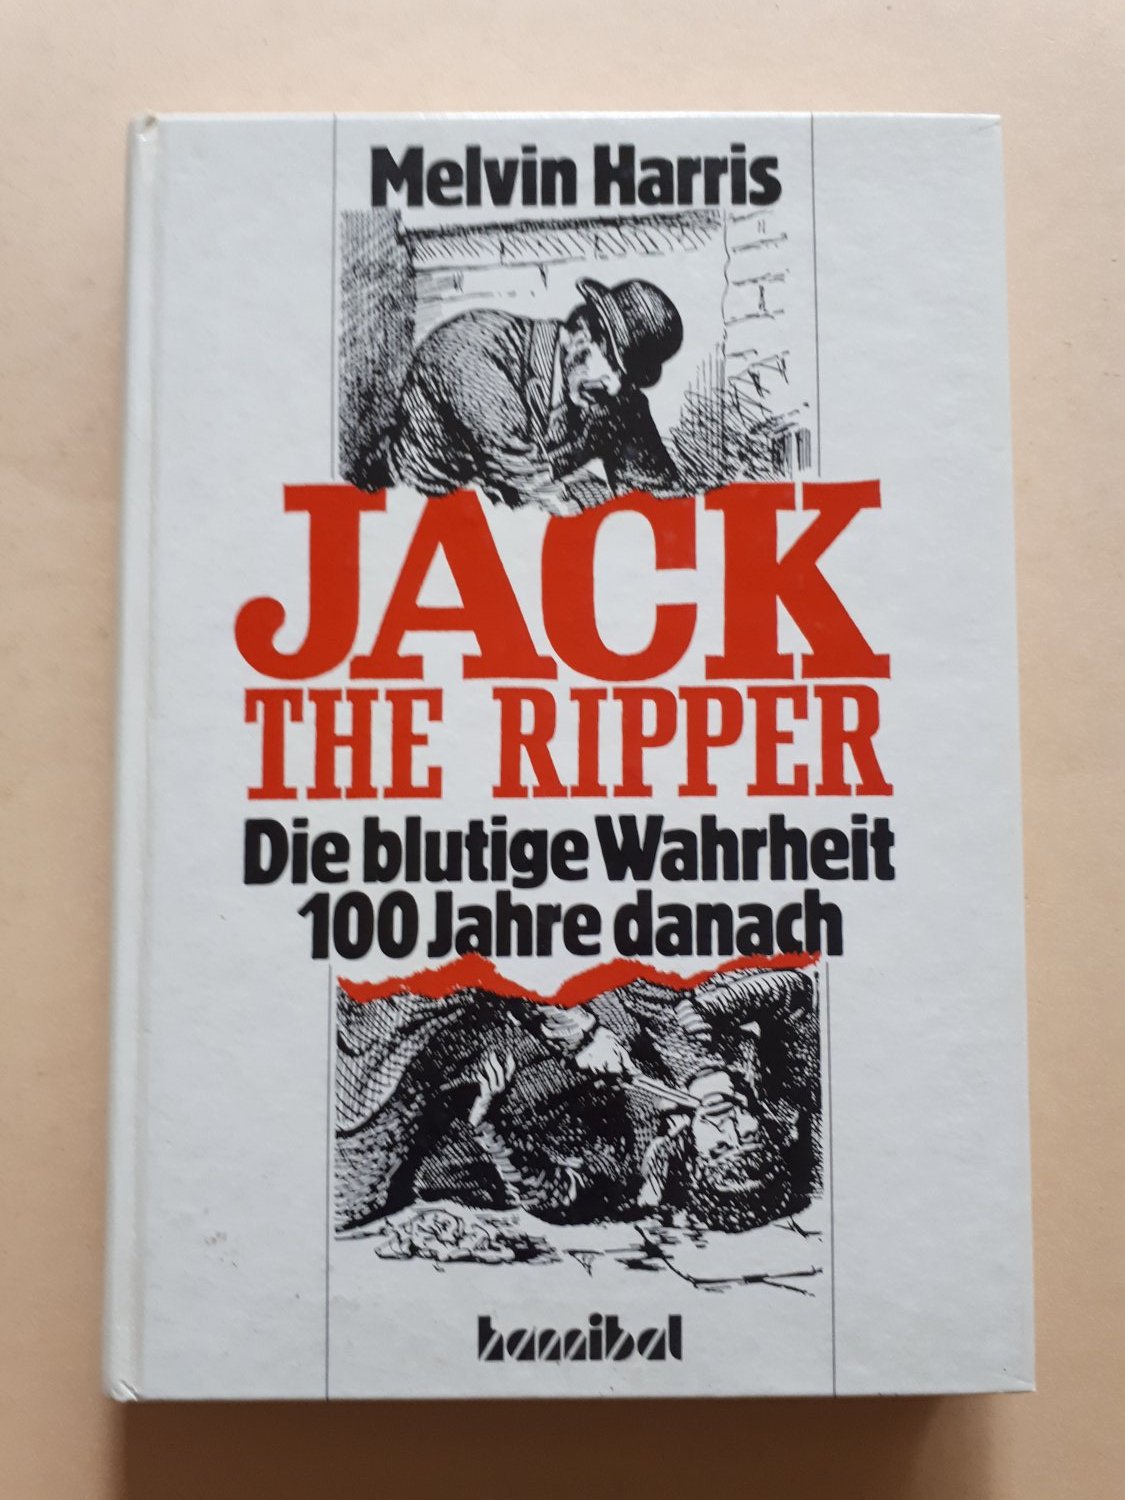 Melvin Harris
JACK
THE RIPPER
Die blutige Wahrheit
100 Jahre danach
hannibal